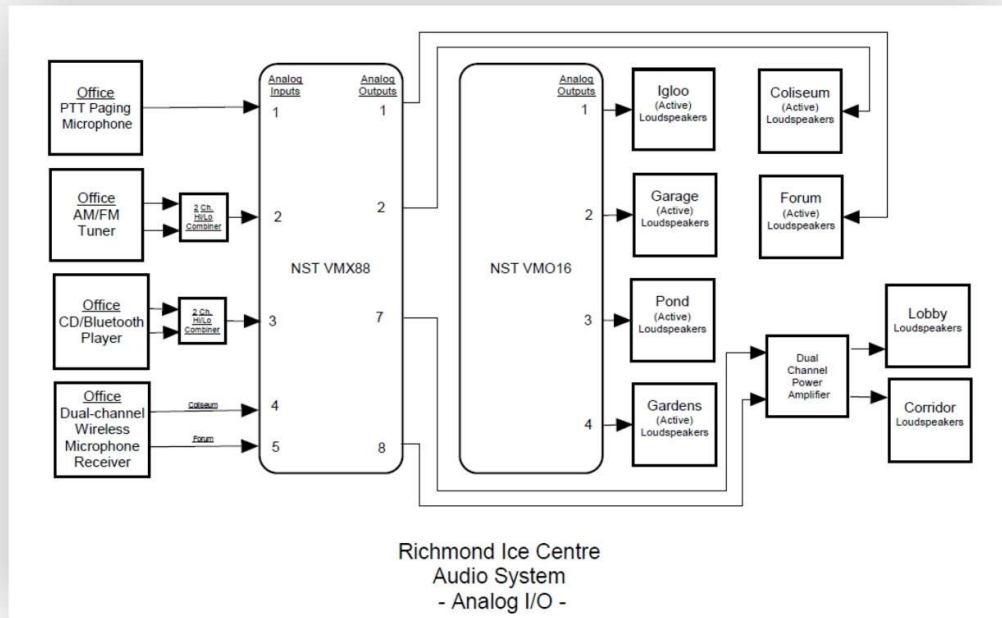 Office
PTT Paging
Microphone
Office
AM/FM
Tuner
2 Ch.
Hi/Lo
Combiner
Office
CD/Bluetooth
Player
2 Ch.
Hi/Lo
Combiner
Office
Dual-channel
Wireless
Microphone
Receiver
Coliseum
Forum
Analog
Inputs
1
2
3
4
5
NST VMX88
Analog
Outputs
1
2
7
8
NST VMO16
Analog
Outputs
1
2
3
4
Igloo
(Active)
Loudspeakers
Garage
(Active)
Loudspeakers
Pond
(Active)
Loudspeakers
Gardens
(Active)
Loudspeakers
Coliseum
(Active)
Loudspeakers
Forum
(Active)
Loudspeakers
Dual
Channel
Power
Amplifier
Lobby
Loudspeakers
Corridor
Loudspeakers
Richmond Ice Centre
Audio System
- Analog I/O -